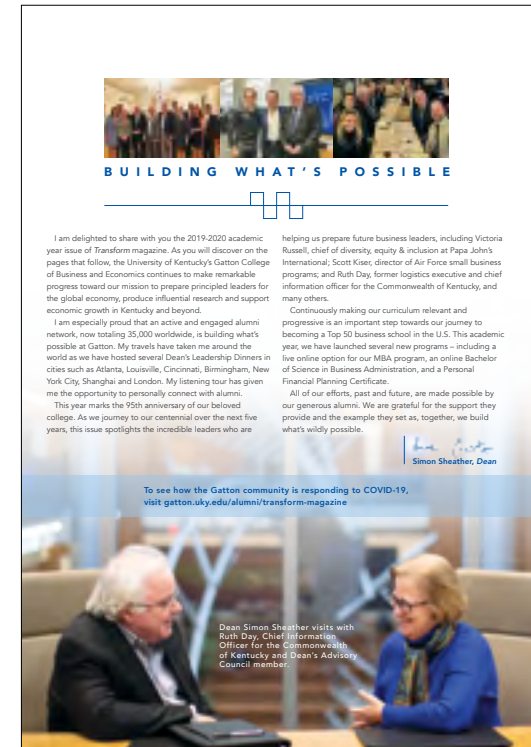 BUILDING WHAT'S POSSIBLE
I am delighted to share with you the 2019-2020 academic
year issue of Transform magazine. As you will discover on the
pages that follow, the University of Kentucky's Gatton College
of Business and Economics continues to make remarkable
progress toward our mission to prepare principled leaders for
the global economy, produce influential research and support
economic growth in Kentucky and beyond.
I am especially proud that an active and engaged alumni
network, now totaling 35,000 worldwide, is building what's
possible at Gatton. My travels have taken me around the
world as we have hosted several Dean's Leadership Dinners in
cities such as Atlanta, Louisville, Cincinnati, Birmingham, New
York City, Shanghai and London. My listening tour has given
me the opportunity to personally connect with alumni.
This year marks the 95th anniversary of our beloved
college. As we journey to our centennial over the next five
years, this issue spotlights the incredible leaders who are
helping us prepare future business leaders, including Victoria
Russell, chief of diversity, equity & inclusion at Papa John's
International; Scott Kiser, director of Air Force small business
programs; and Ruth Day, former logistics executive and chief
information officer for the Commonwealth of Kentucky, and
many others.
Continuously making our curriculum relevant and
progressive is an important step towards our journey to
becoming a Top 50 business school in the U.S. This academic
year, we have launched several new programs – including a
live online option for our MBA program, an online Bachelor
of Science in Business Administration, and a Personal
Financial Planning Certificate.
All of our efforts, past and future, are made possible by
our generous alumni. We are grateful for the support they
provide and the example they set as, together, we build
what's wildly possible.
Simon Sheather, Dean
To see how the Gatton community is responding to COVID-19,
visit gatton.uky.edu/alumni/transform-magazine
Dean Simon Sheather visits with
Ruth Day, Chief Information
Officer for the Commonwealth
of Kentucky and Dean's Advisory
Council member.